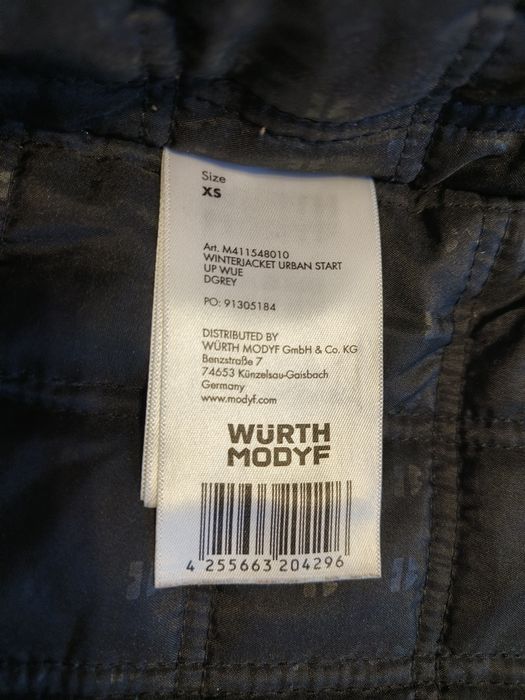 Size
XS
Art. M411548010
WINTERJACKET URBAN START
UP WUE
DGREY
PO: 91305184
DISTRIBUTED BY
WÜRTH MODYF GmbH & Co. KG
Benzstraße 7
74653 Künzelsau-Gaisbach
Germany
www.modyf.com
WÜRTH
MODYF
4 255663 204296